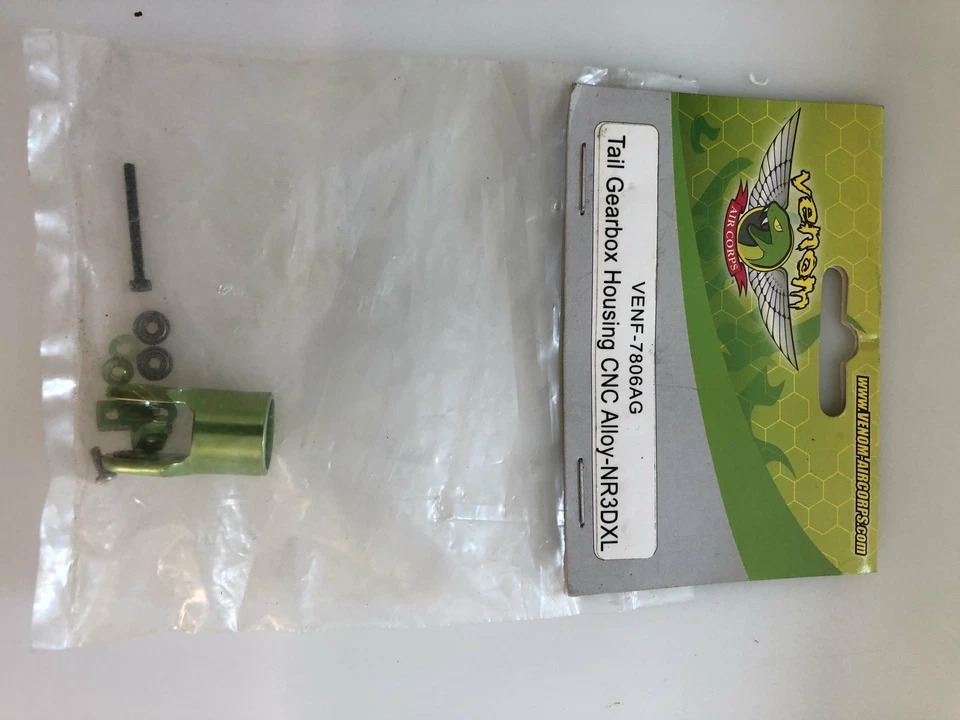 www.VENOM-AIRCORPS.com
venom
AIR CORPS
VENF-7806AG
Tail Gearbox Housing CNC Alloy-NR3DXL